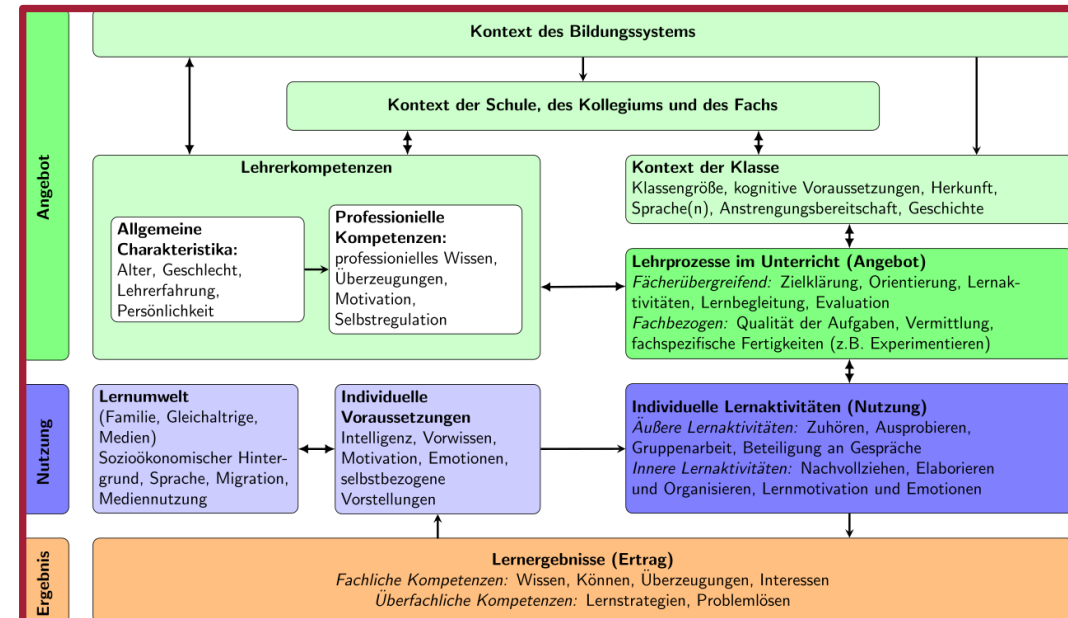 Kontext des Bildungssystems
Kontext der Schule, des Kollegiums und des Fachs
Angebot
Lehrerkompetenzen
Allgemeine
Charakteristika:
Alter, Geschlecht,
Lehrerfahrung,
Persönlichkeit
Professionielle
Kompetenzen:
professionelles Wissen,
Überzeugungen,
Motivation,
Selbstregulation
Kontext der Klasse
Klassengröße, kognitive Voraussetzungen, Herkunft,
Sprache(n), Anstrengungsbereitschaft, Geschichte
Lehrprozesse im Unterricht (Angebot)
Fächerübergreifend: Zielklärung, Orientierung, Lernak-
tivitäten, Lernbegleitung, Evaluation
Fachbezogen: Qualität der Aufgaben, Vermittlung,
fachspezifische Fertigkeiten (z.B. Experimentieren)
Nutzung
Lernumwelt
(Familie, Gleichaltrige,
Medien)
Sozioökonomischer Hinter-
grund, Sprache, Migration,
Mediennutzung
Individuelle
Voraussetzungen
Intelligenz, Vorwissen,
Motivation, Emotionen,
selbstbezogene
Vorstellungen
Individuelle Lernaktivitäten (Nutzung)
Äußere Lernaktivitäten: Zuhören, Ausprobieren,
Gruppenarbeit, Beteiligung an Gespräche
Innere Lernaktivitäten: Nachvollziehen, Elaborieren
und Organisieren, Lernmotivation und Emotionen
Ergebnis
Lernergebnisse (Ertrag)
Fachliche Kompetenzen: Wissen, Können, Überzeugungen, Interessen
Überfachliche Kompetenzen: Lernstrategien, Problemlösen